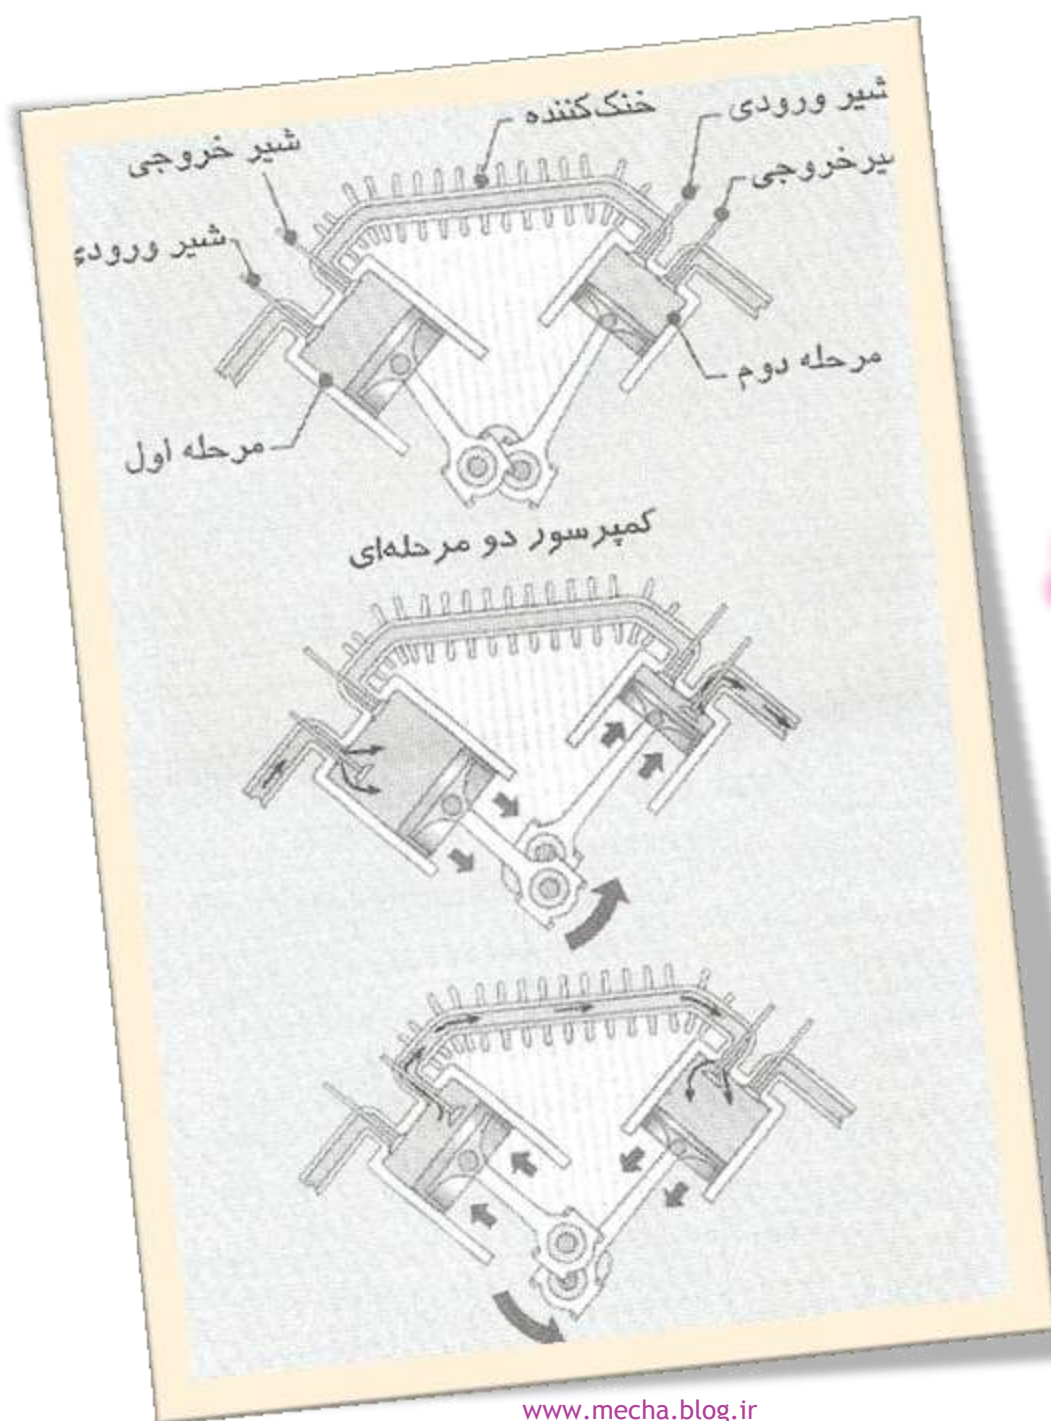 شیر ورودی
خنک‌کننده
شیر خروجی
یرخروجی
شیر ورودی
مرحله دوم
مرحله اول
کمپرسور دو مرحله‌ای
www.mecha.blog.ir